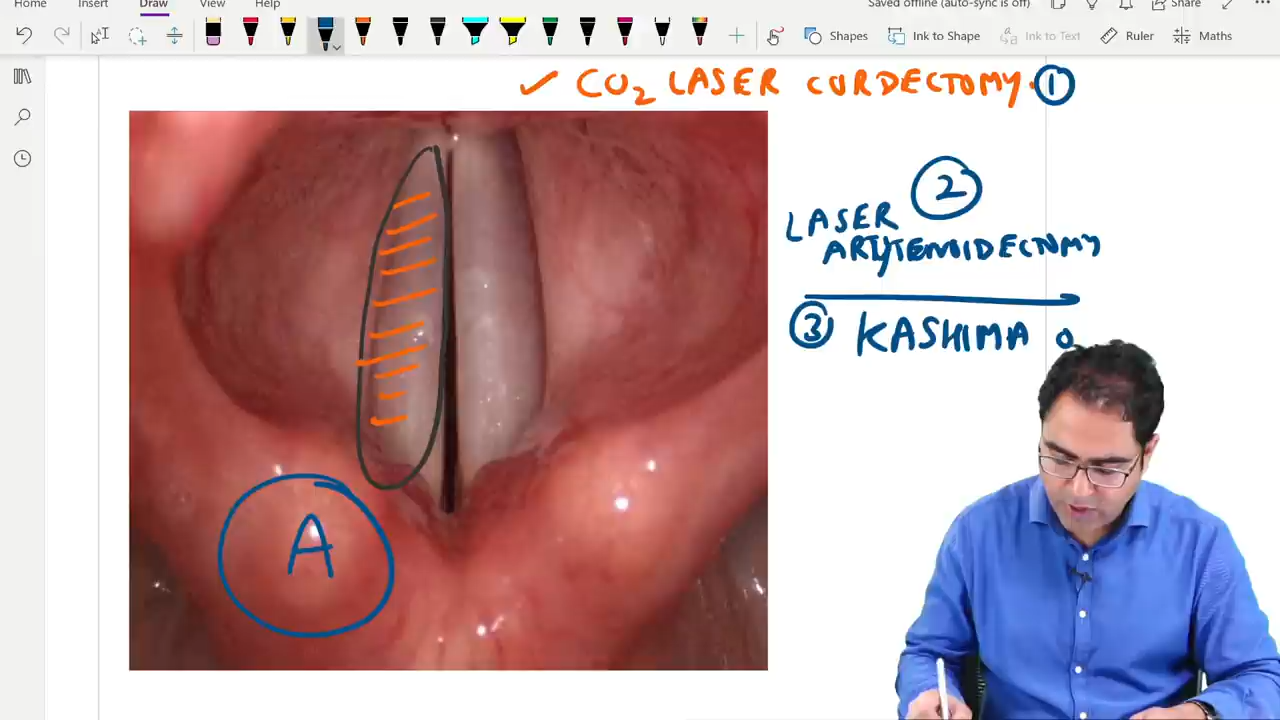 Home Insert Draw View Help Saved offline (auto-sync is off) Share
Shapes Ink to Shape Ink to Text Ruler Maths
✓ CO2 LASER CORDECTOMY. 1
2
LASER
ARYTENOIDECTOMY
3 KASHIMA O
A